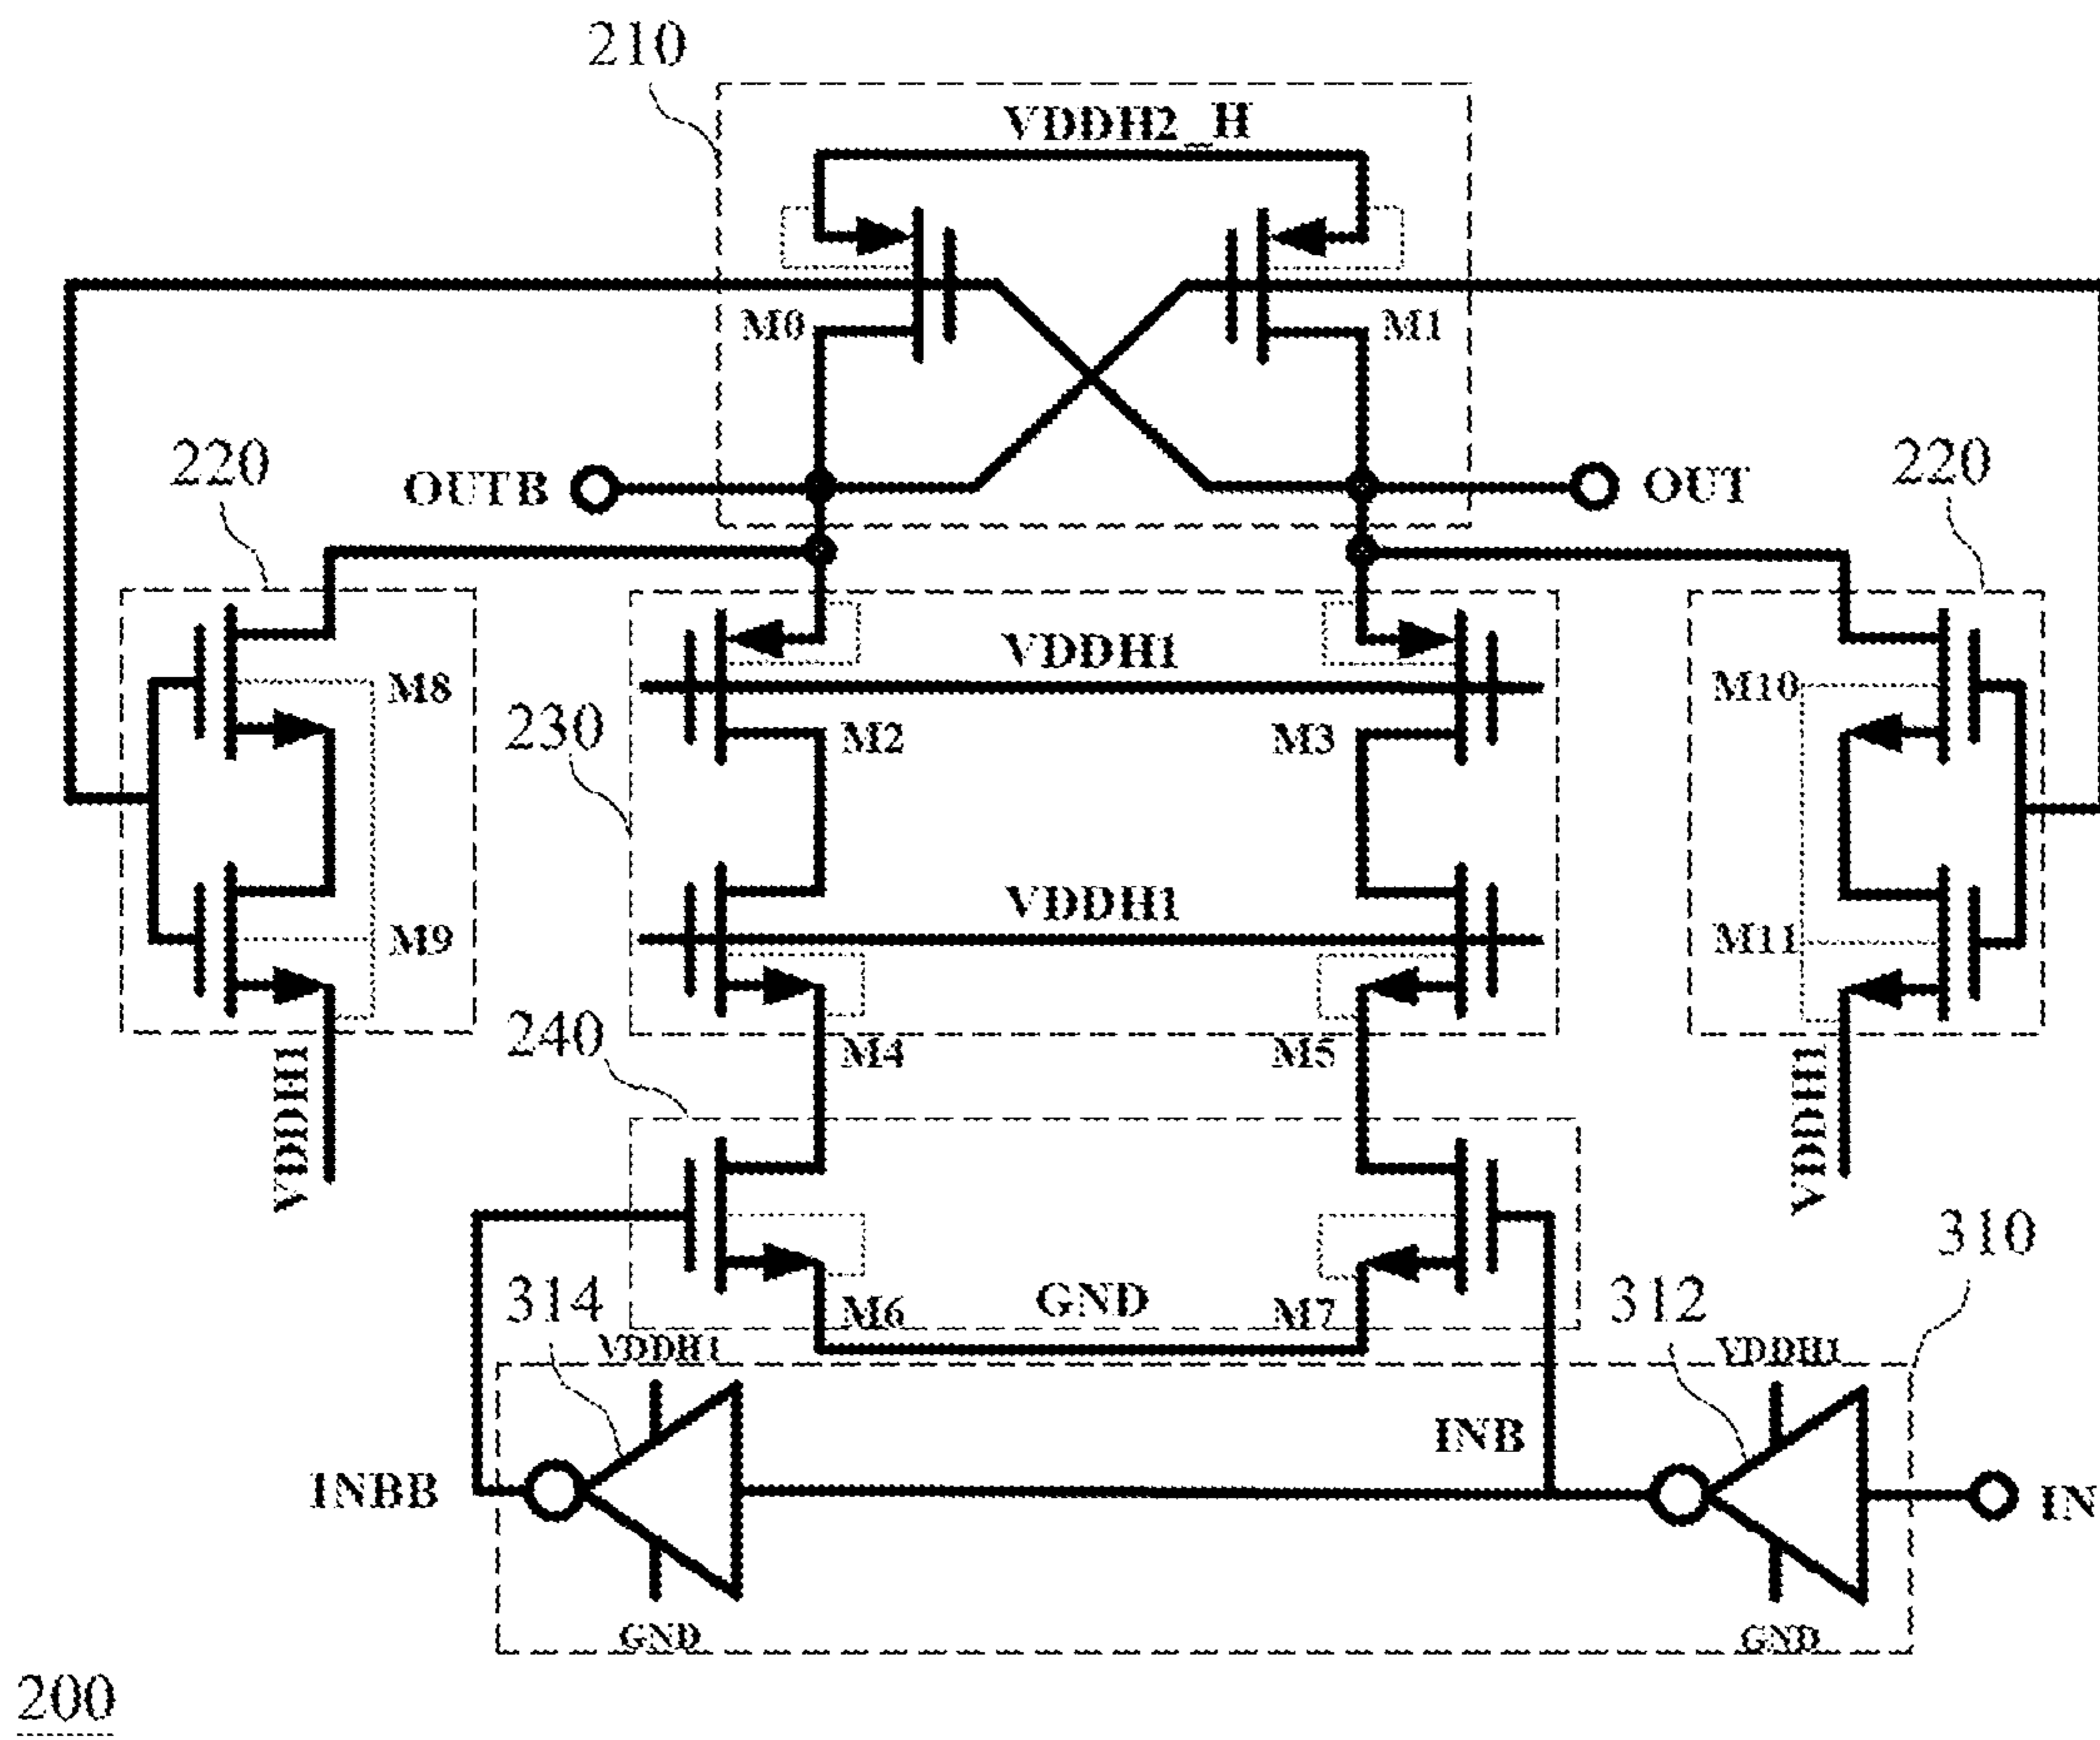 210
VDDH2_H
M0
M1
220
OUTB
OUT
220
M8
VDDH1
M10
230
M2
M3
M9
VDDH1
M11
240
M4
M5
VDDH1
VDDH1
310
314
M6
GND
M7
312
VDDH1
VDDH1
INB
INBB
IN
GND
GND
200